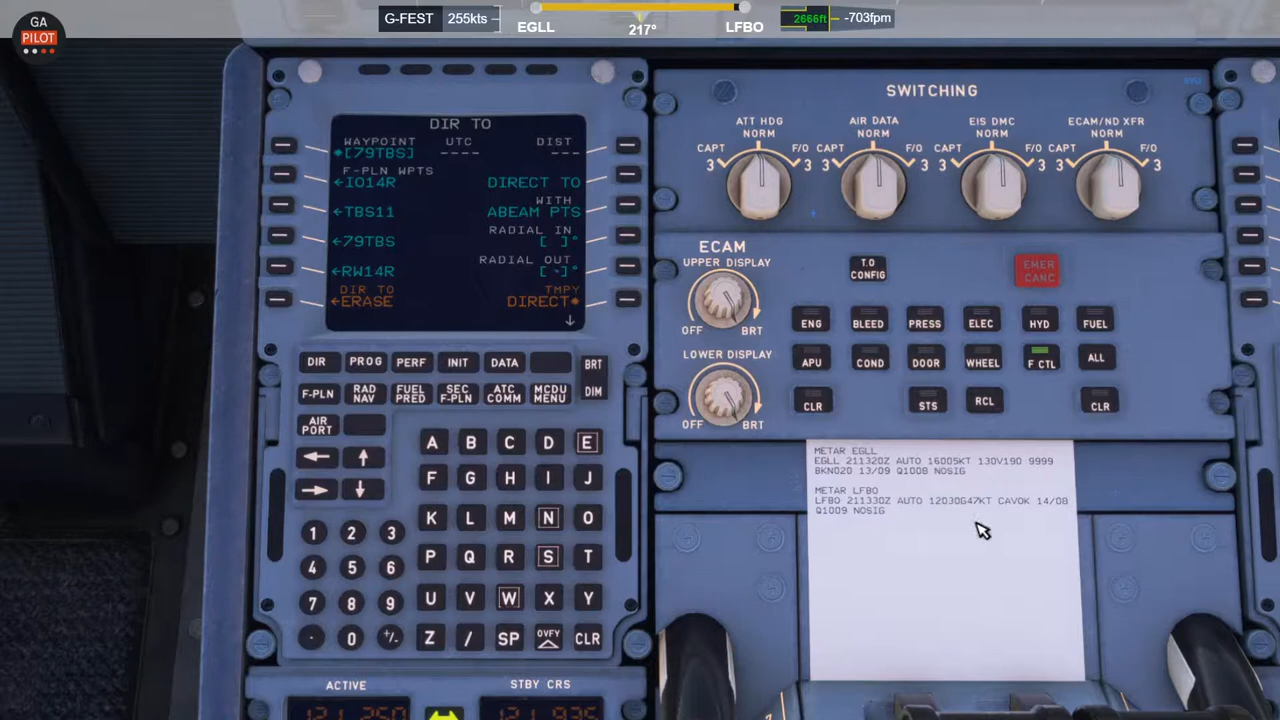 GA
PILOT
G-FEST 255kts
EGLL 217° LFBO
2666ft -703fpm
DIR TO
WAYPOINT UTC DIST
*[79TBS] ---- ---
F-PLN WPTS
←IO14R DIRECT TO
WITH
←TBS11 ABEAM PTS
RADIAL IN
←79TBS [ ]°
RADIAL OUT
←RW14R [ ]°
DIR TO TMPY
←ERASE DIRECT*
↓
DIR PROG PERF INIT DATA
BRT
DIM
F-PLN RAD NAV FUEL PRED SEC F-PLN ATC COMM MCDU MENU
AIR PORT
← ↑
→ ↓
A B C D E
F G H I J
K L M N O
P Q R S T
U V W X Y
Z / SP OVFY CLR
1 2 3
4 5 6
7 8 9
. 0 +/-
ACTIVE STBY CRS
121.250 121.935
SWITCHING
ATT HDG AIR DATA EIS DMC ECAM/ND XFR
NORM NORM NORM NORM
CAPT F/O CAPT F/O CAPT F/O CAPT F/O
3 3 3 3 3 3 3 3
ECAM
UPPER DISPLAY
OFF BRT
LOWER DISPLAY
OFF BRT
T.O CONFIG
EMER CANC
ENG BLEED PRESS ELEC HYD FUEL
APU COND DOOR WHEEL F CTL ALL
CLR STS RCL CLR
METAR EGLL
EGLL 211320Z AUTO 16005KT 130V190 9999
BKN020 13/09 Q1008 NOSIG
METAR LFBO
LFBO 211330Z AUTO 12030G47KT CAVOK 14/08
Q1009 NOSIG